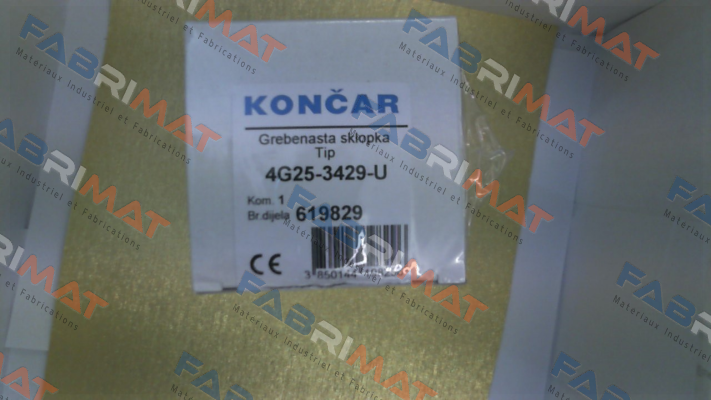 KONČAR
Grebenasta sklopka
Tip
4G25-3429-U
Kom. 1
Br.dijela 619829
CE
FABRIMAT
Materiaux Industriel et Fabrications